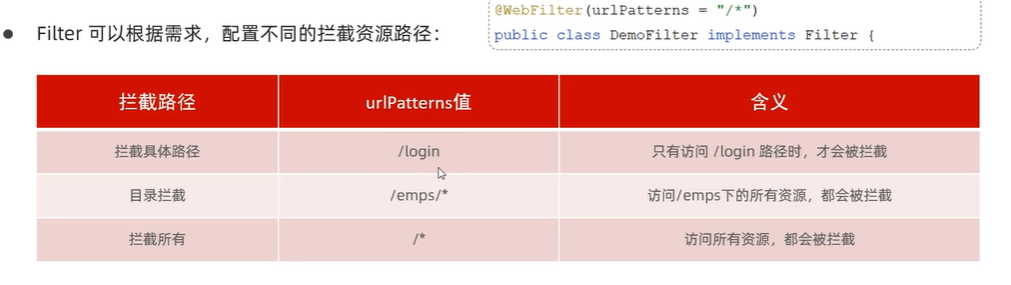 @WebFilter(urlPatterns = "/*")
● Filter 可以根据需求，配置不同的拦截资源路径：
public class DemoFilter implements Filter {
拦截路径 urlPatterns值 含义
拦截具体路径 /login 只有访问 /login 路径时，才会被拦截
目录拦截 /emps/* 访问/emps下的所有资源，都会被拦截
拦截所有 /* 访问所有资源，都会被拦截